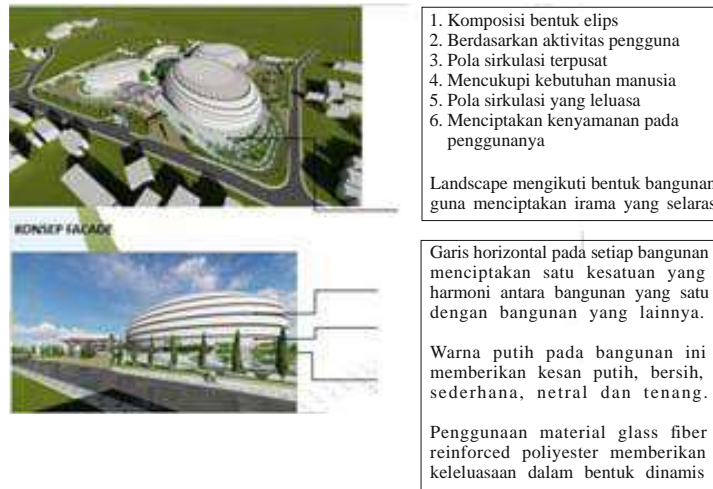 1. Komposisi bentuk elips
2. Berdasarkan aktivitas pengguna
3. Pola sirkulasi terpusat
4. Mencukupi kebutuhan manusia
5. Pola sirkulasi yang leluasa
6. Menciptakan kenyamanan pada
penggunanya
Landscape mengikuti bentuk bangunan
guna menciptakan irama yang selaras
KONSEP FACADE
Garis horizontal pada setiap bangunan
menciptakan satu kesatuan yang
harmoni antara bangunan yang satu
dengan bangunan yang lainnya.
Warna putih pada bangunan ini
memberikan kesan putih, bersih,
sederhana, netral dan tenang.
Penggunaan material glass fiber
reinforced poliyester memberikan
keleluasaan dalam bentuk dinamis